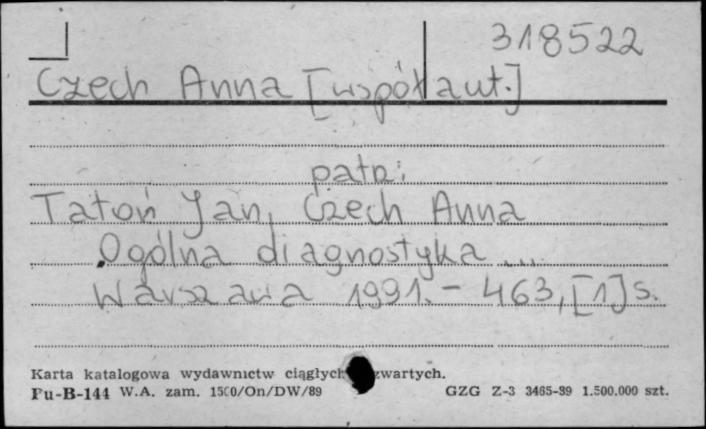 318522
Czech Anna [współaut.]
patrz:
Tatoń Jan, Czech Anna
Ogólna diagnostyka ...
Warszawa 1991. - 463, [1] s.
Karta katalogowa wydawnictw ciągłych zwartych.
Pu-B-144 W.A. zam. 1500/On/DW/89 GZG Z-3 3465-89 1.500.000 szt.